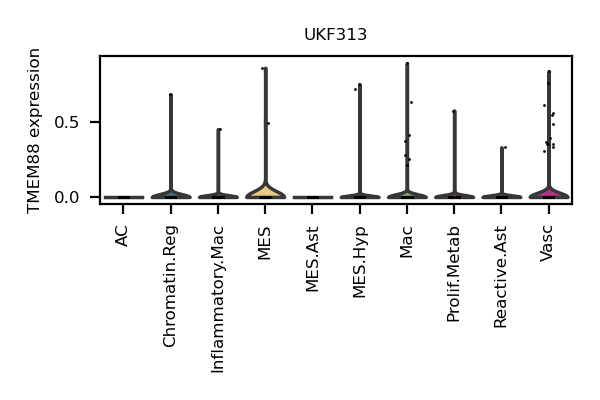 UKF313
TMEM88 expression
0.5
0.0
AC
Chromatin.Reg
Inflammatory.Mac
MES
MES.Ast
MES.Hyp
Mac
Prolif.Metab
Reactive.Ast
Vasc